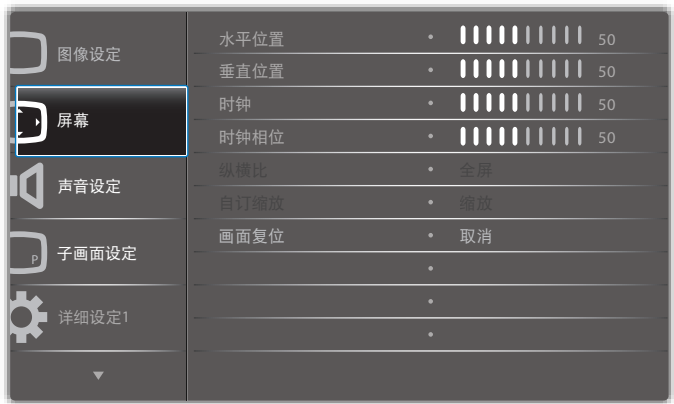 图像设定
屏幕
声音设定
P
子画面设定
详细设定1
水平位置 • 50
垂直位置 • 50
时钟 • 50
时钟相位 • 50
纵横比 • 全屏
自订缩放 • 缩放
画面复位 • 取消